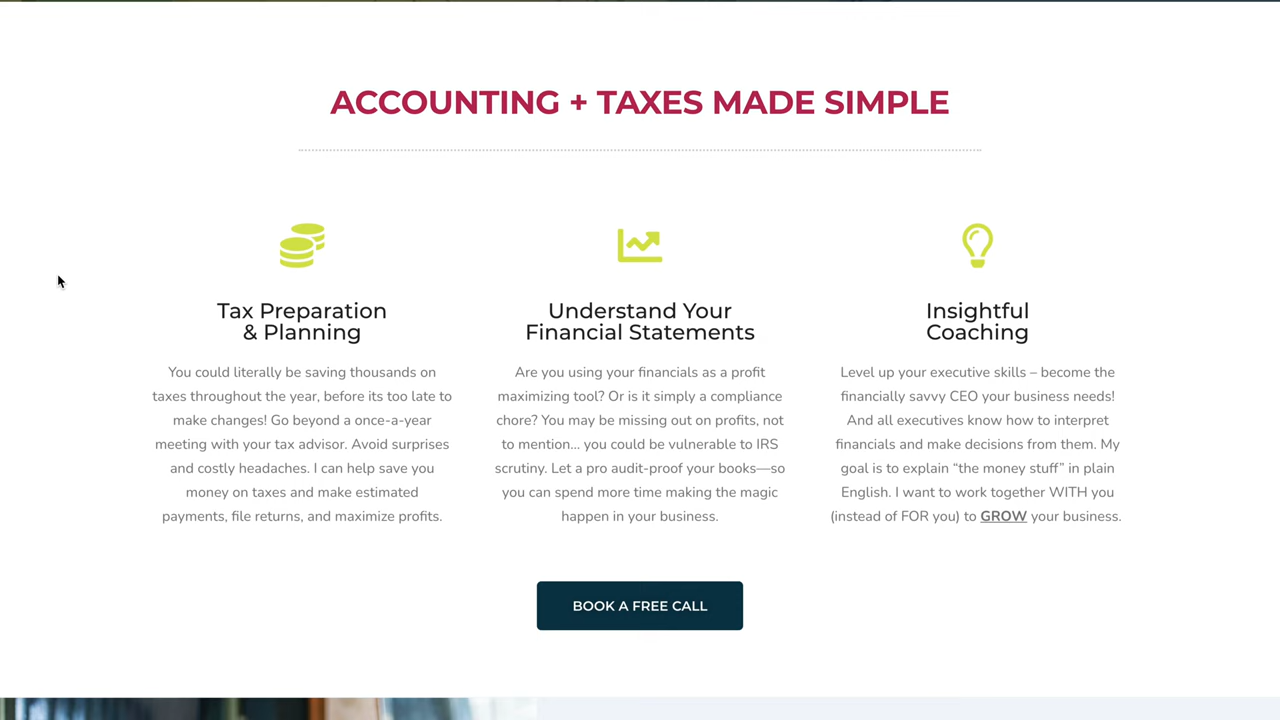 ACCOUNTING + TAXES MADE SIMPLE
Tax Preparation
& Planning
You could literally be saving thousands on
taxes throughout the year, before its too late to
make changes! Go beyond a once-a-year
meeting with your tax advisor. Avoid surprises
and costly headaches. I can help save you
money on taxes and make estimated
payments, file returns, and maximize profits.
Understand Your
Financial Statements
Are you using your financials as a profit
maximizing tool? Or is it simply a compliance
chore? You may be missing out on profits, not
to mention... you could be vulnerable to IRS
scrutiny. Let a pro audit-proof your books—so
you can spend more time making the magic
happen in your business.
Insightful
Coaching
Level up your executive skills – become the
financially savvy CEO your business needs!
And all executives know how to interpret
financials and make decisions from them. My
goal is to explain “the money stuff” in plain
English. I want to work together WITH you
(instead of FOR you) to GROW your business.
BOOK A FREE CALL